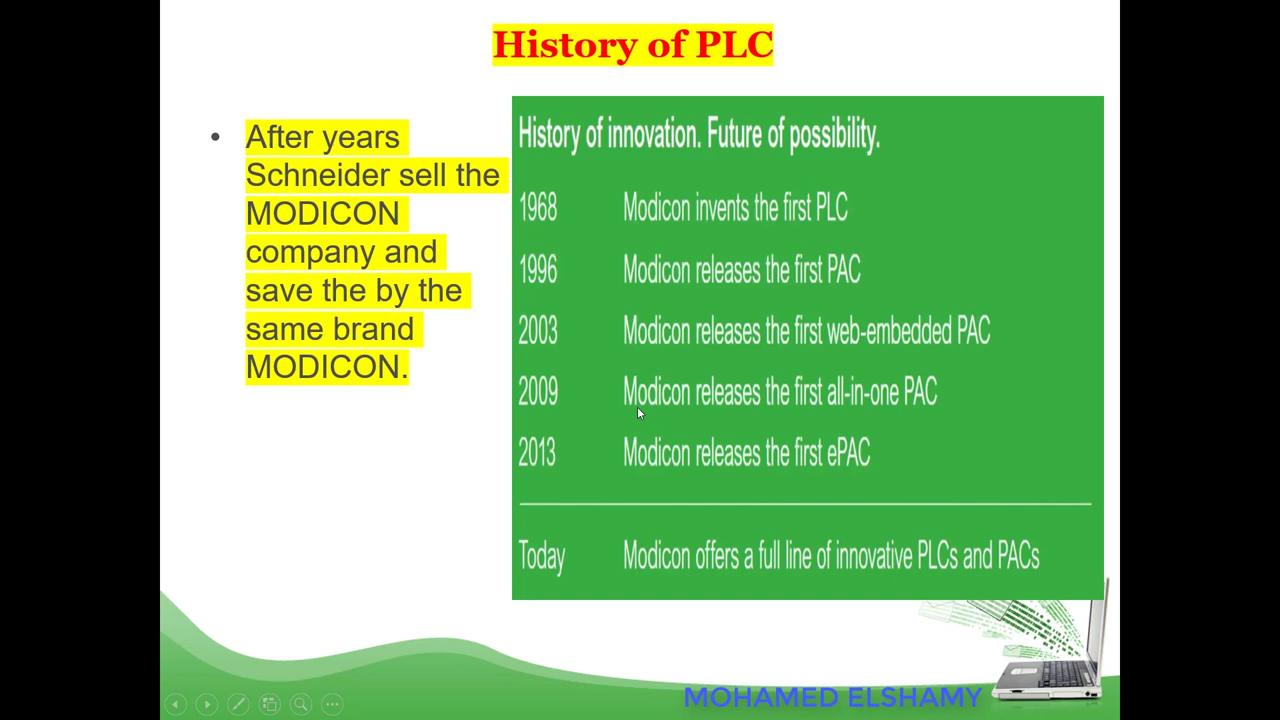 History of PLC
• After years
Schneider sell the
MODICON
company and
save the by the
same brand
MODICON.
History of innovation. Future of possibility.
1968 Modicon invents the first PLC
1996 Modicon releases the first PAC
2003 Modicon releases the first web-embedded PAC
2009 Modicon releases the first all-in-one PAC
2013 Modicon releases the first ePAC
Today Modicon offers a full line of innovative PLCs and PACs
MOHAMED ELSHAMY